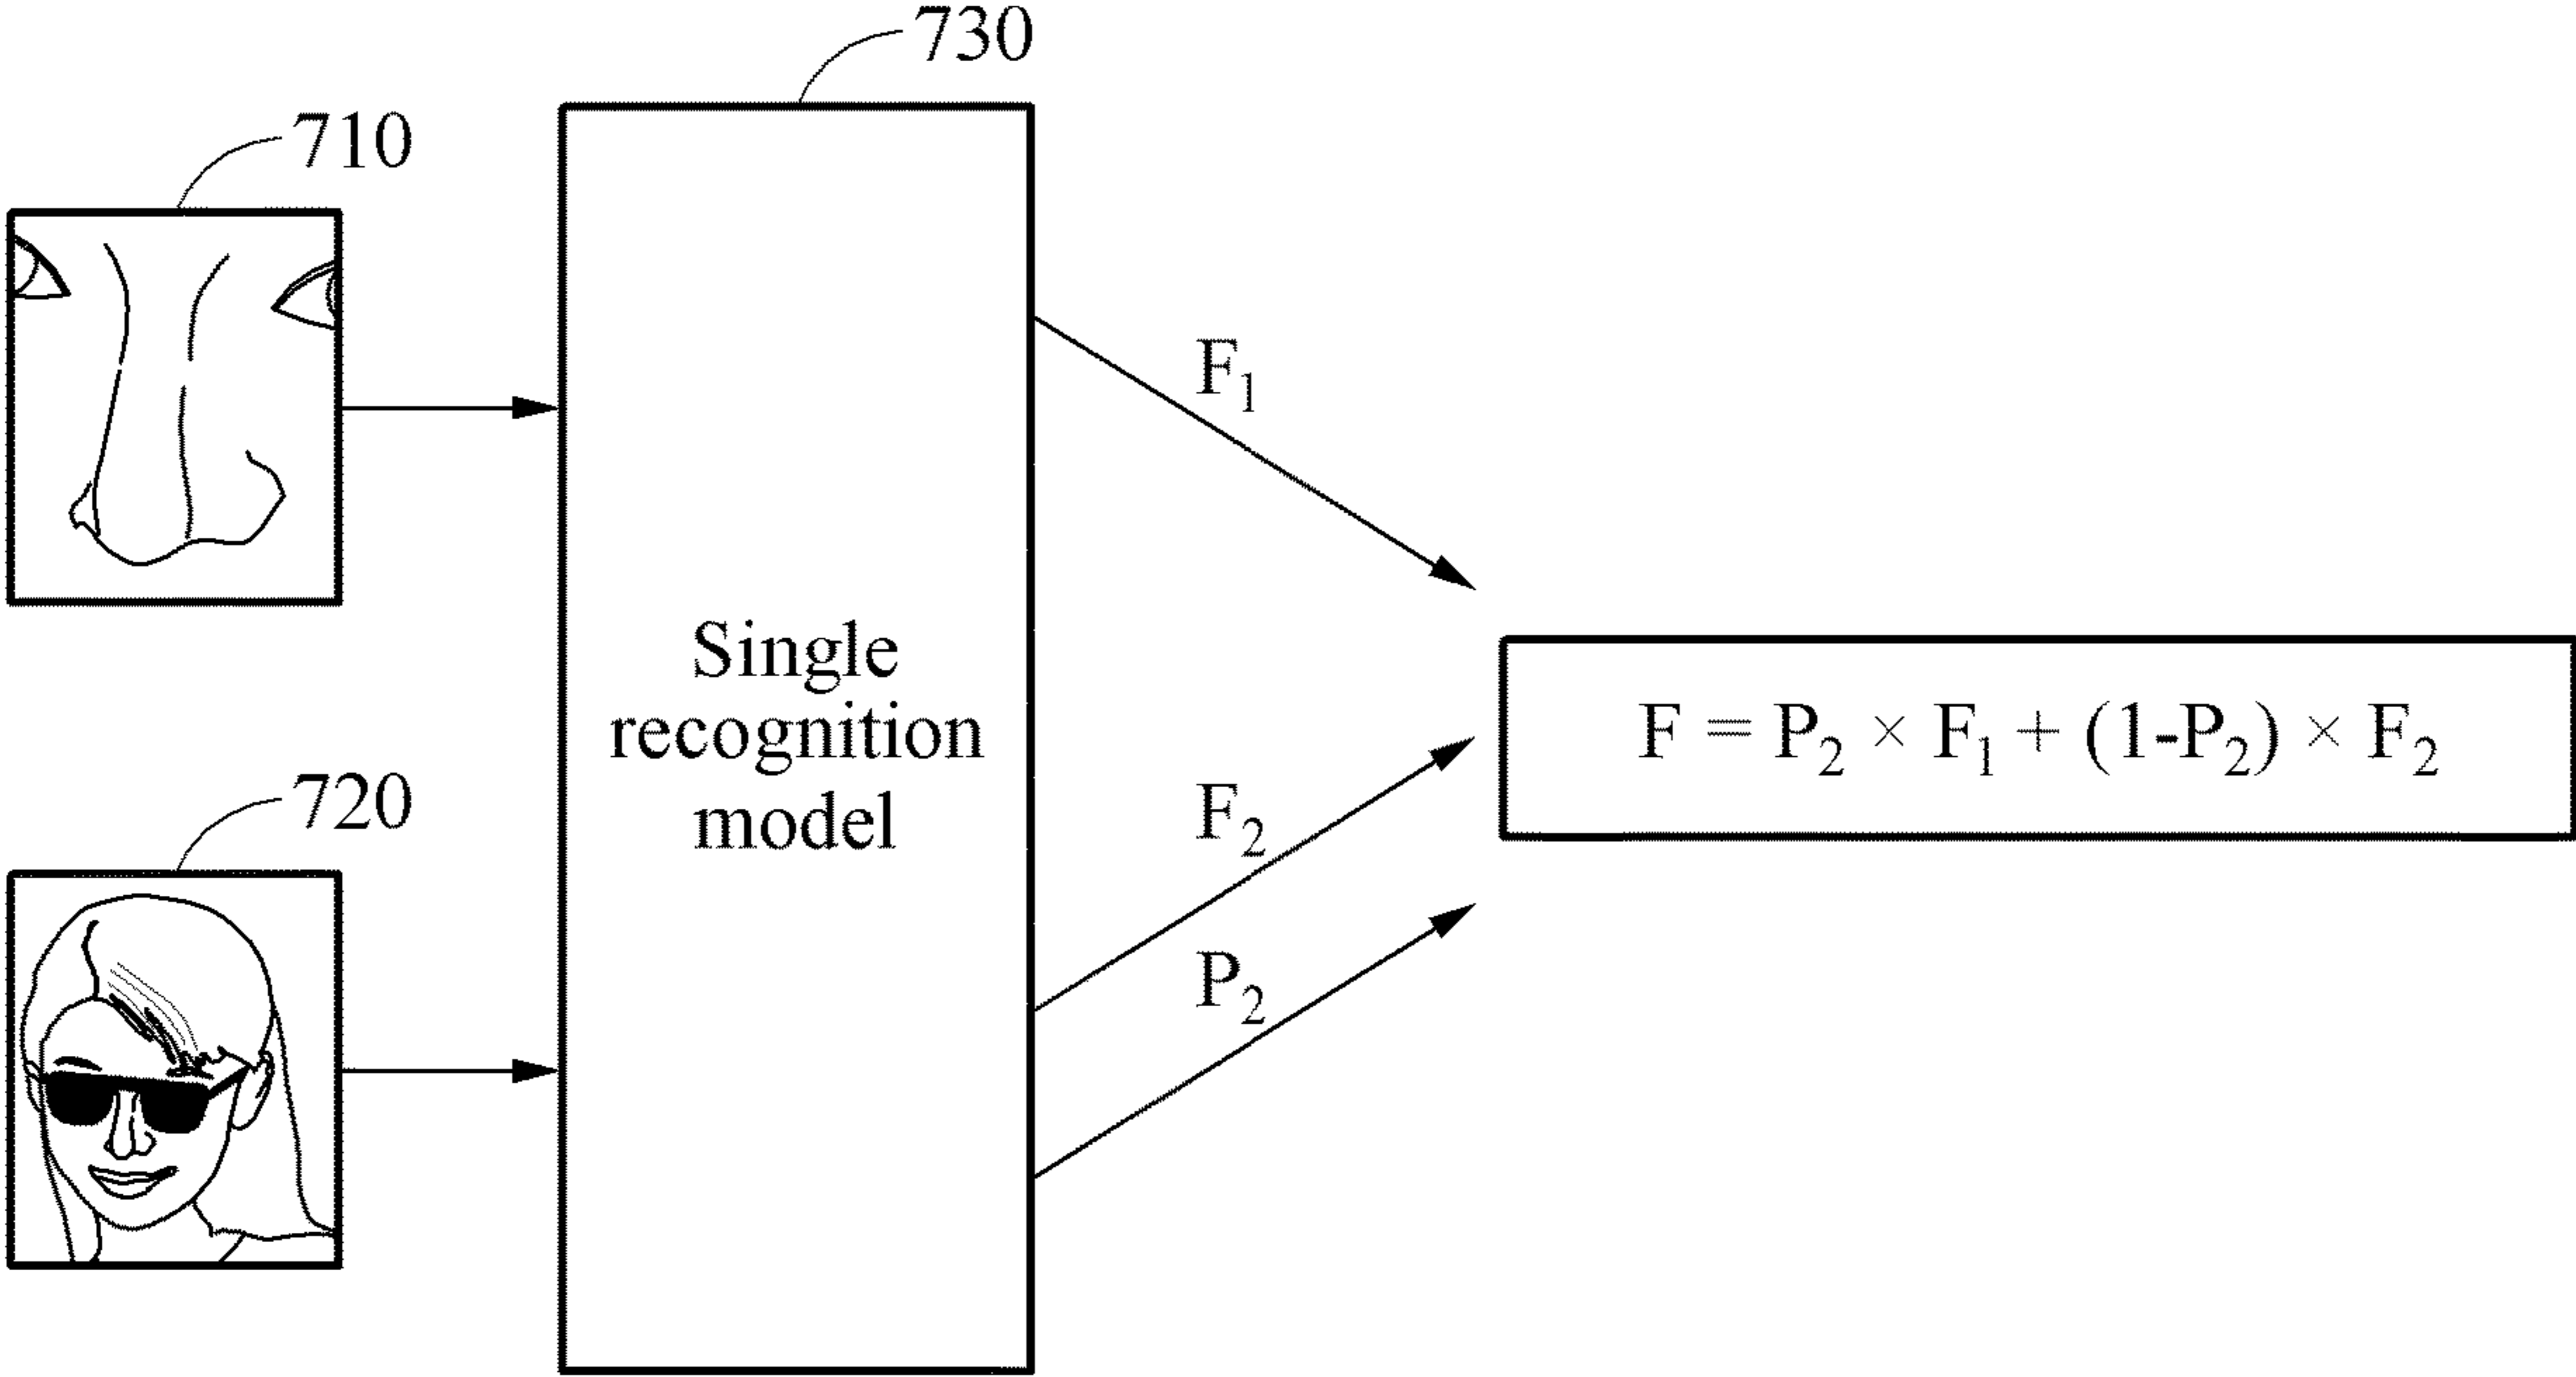 730
710
F₁
Single
recognition
model
F = P₂ × F₁ + (1-P₂) × F₂
720
F₂
P₂